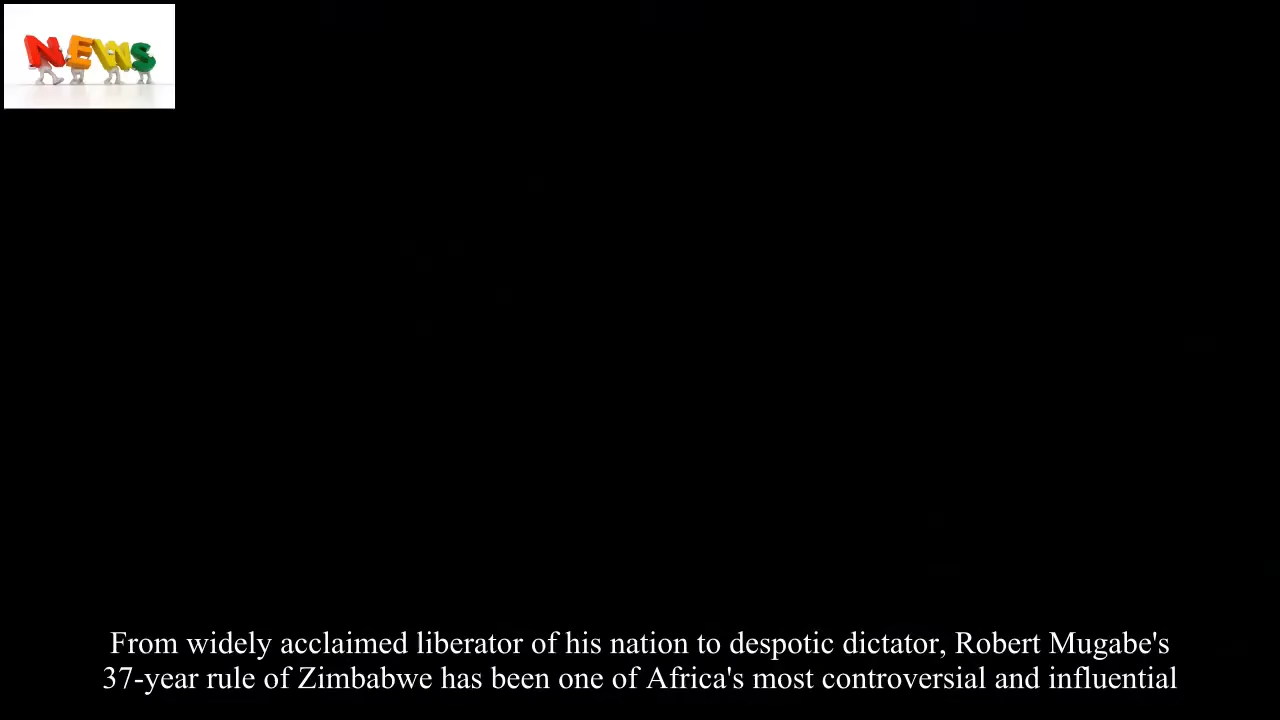 NEWS
From widely acclaimed liberator of his nation to despotic dictator, Robert Mugabe's
37-year rule of Zimbabwe has been one of Africa's most controversial and influential